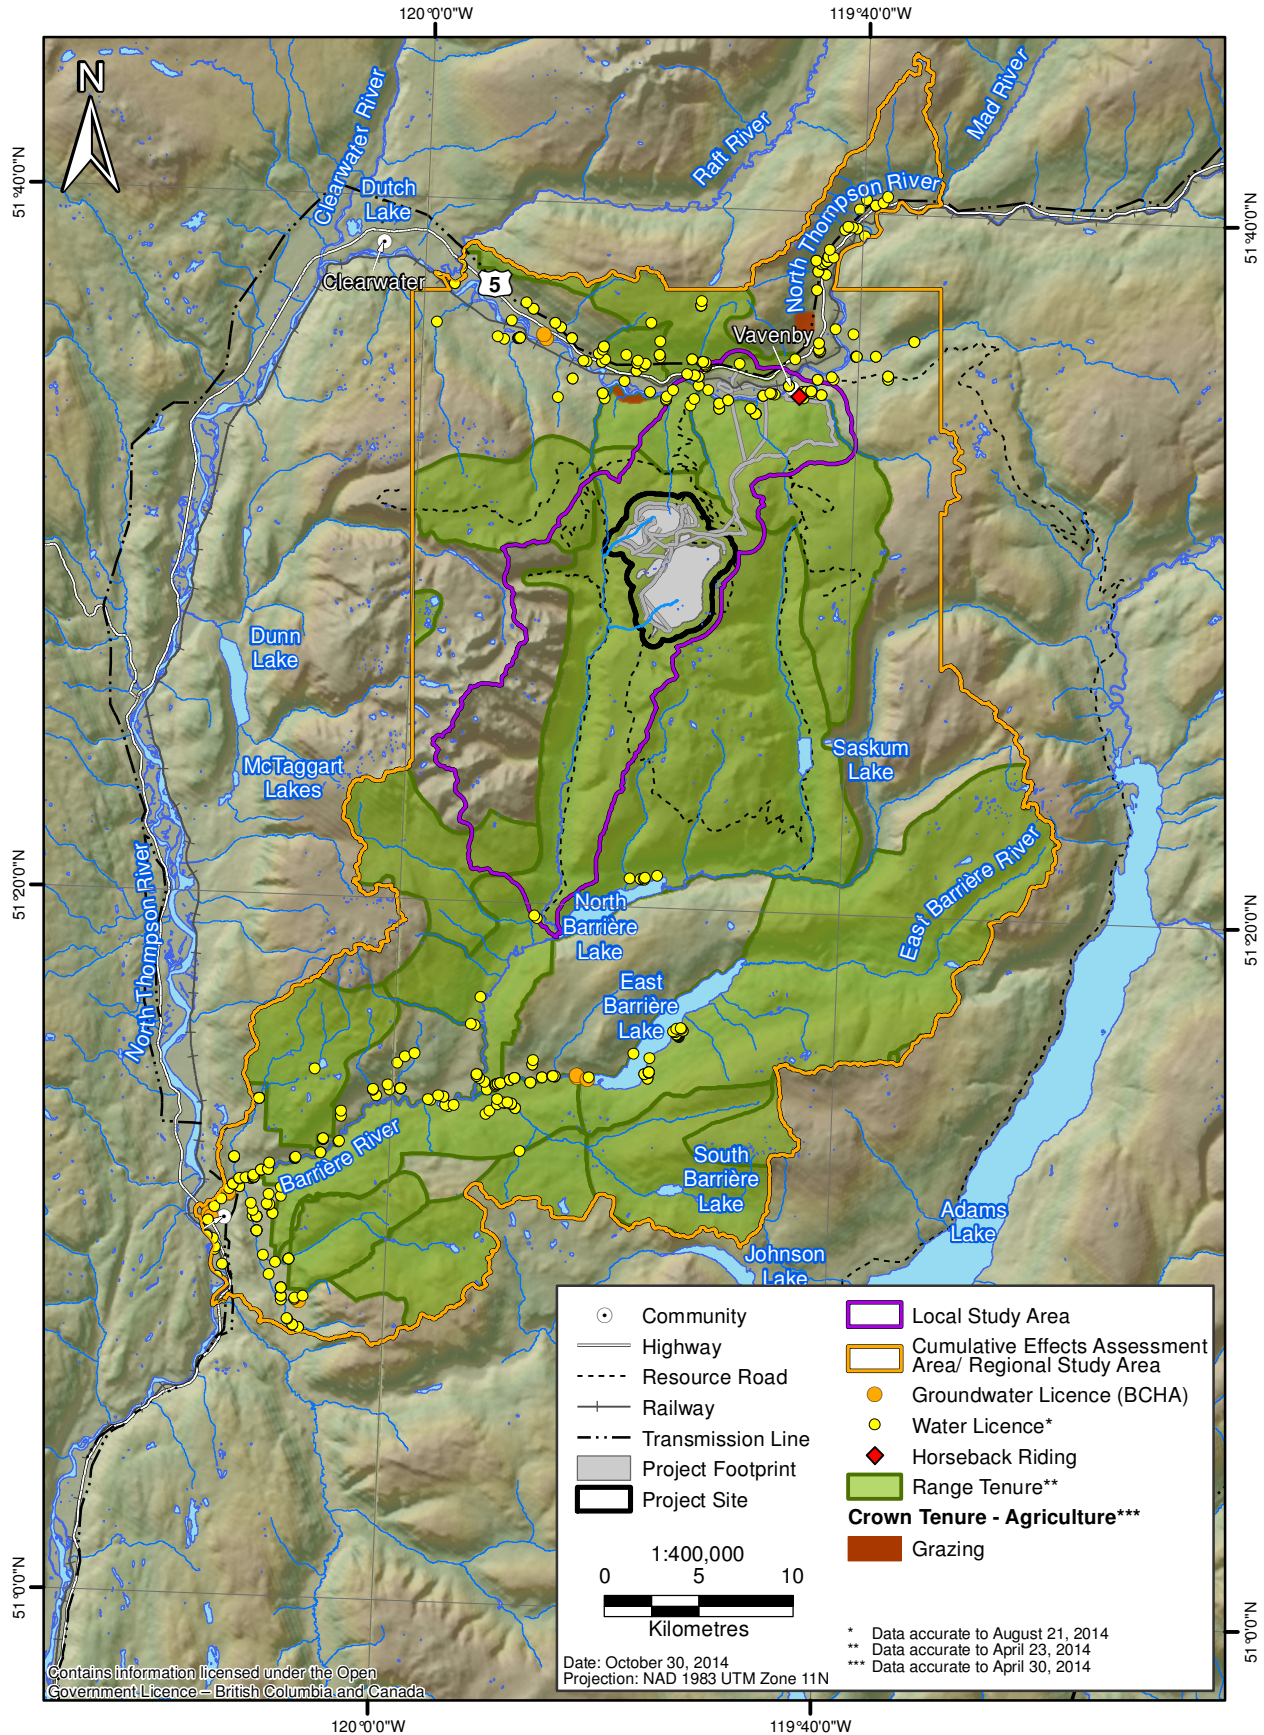 120°0'0"W
119°40'0"W
N
Clearwater River
Dutch
Lake
Raft River
Mad River
51°40'0"N
51°40'0"N
North Thompson River
Clearwater
5
Vavenby
Dunn
Lake
McTaggart
Lakes
Saskum
Lake
North Thompson River
51°20'0"N
51°20'0"N
East Barrière River
North
Barrière
Lake
East
Barrière
Lake
Barrière River
South
Barrière
Lake
Adams
Lake
Johnson
Lake
Community
Highway
Resource Road
Railway
Transmission Line
Project Footprint
Project Site
Local Study Area
Cumulative Effects Assessment
Area/ Regional Study Area
Groundwater Licence (BCHA)
Water Licence*
Horseback Riding
Range Tenure**
Crown Tenure - Agriculture***
Grazing
1:400,000
0 5 10
Kilometres
* Data accurate to August 21, 2014
** Data accurate to April 23, 2014
*** Data accurate to April 30, 2014
Date: October 30, 2014
Projection: NAD 1983 UTM Zone 11N
51°0'0"N
51°0'0"N
Contains information licensed under the Open
Government Licence – British Columbia and Canada
120°0'0"W
119°40'0"W